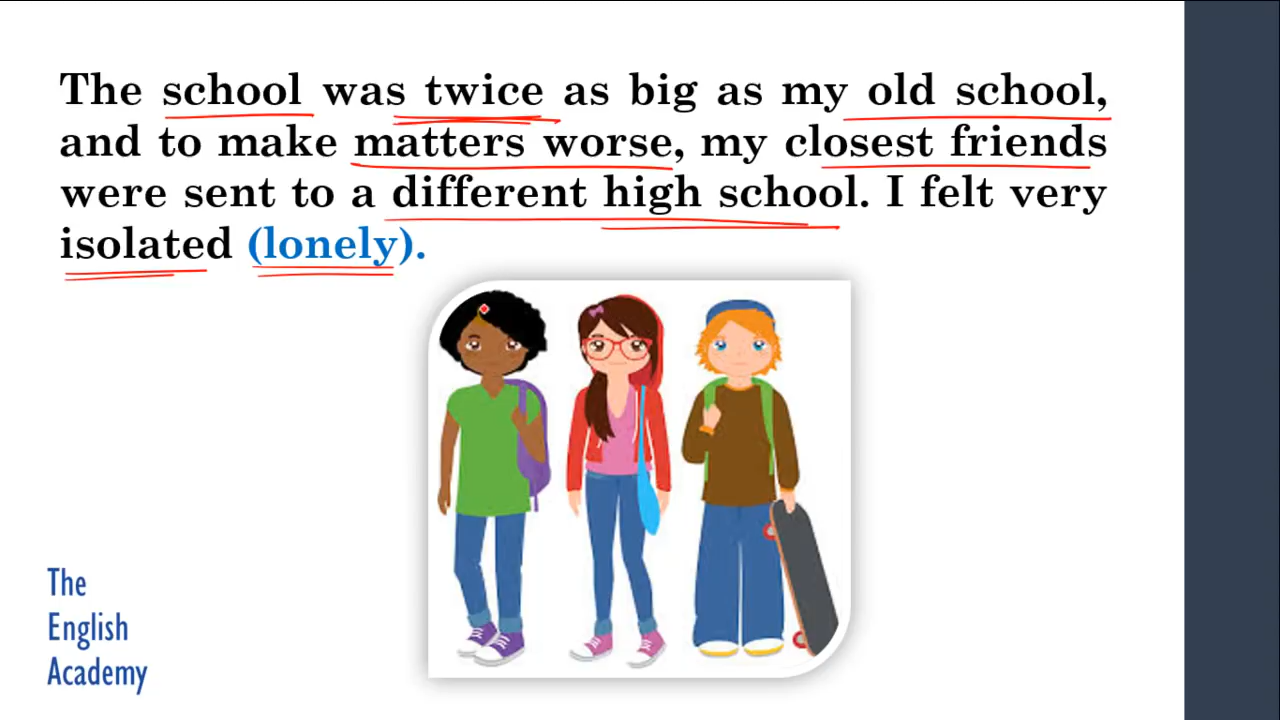 The school was twice as big as my old school,
and to make matters worse, my closest friends
were sent to a different high school. I felt very
isolated (lonely).
The
English
Academy